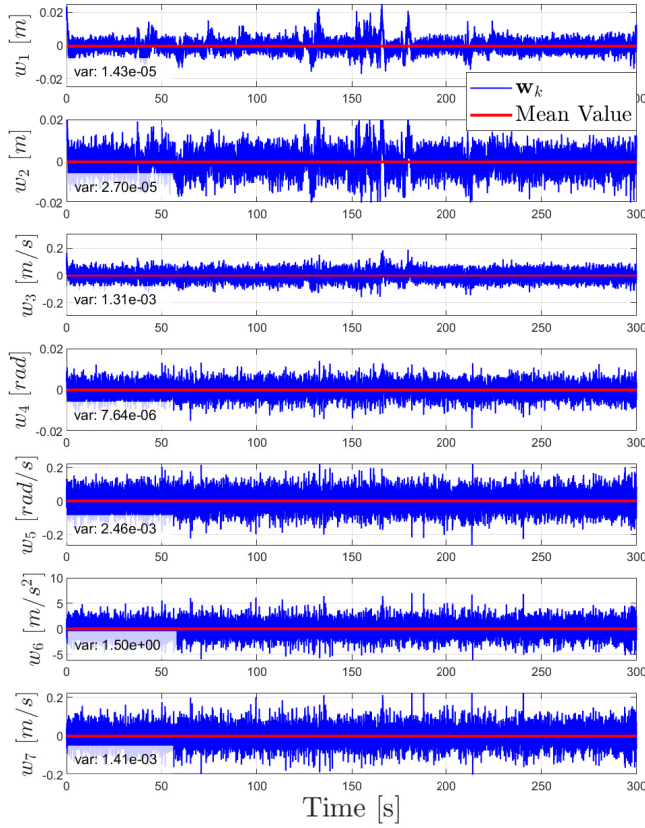 w1 [m]
0.02
0
-0.02
var: 1.43e-05
0 50 100 150 200 250 300
w_k
Mean Value
w2 [m]
0.02
0
-0.02
var: 2.70e-05
0 50 100 150 200 250 300
w3 [m/s]
0.2
0
-0.2
var: 1.31e-03
0 50 100 150 200 250 300
w4 [rad]
0.02
0
-0.02
var: 7.64e-06
0 50 100 150 200 250 300
w5 [rad/s]
0.2
0
-0.2
var: 2.46e-03
0 50 100 150 200 250 300
w6 [m/s²]
10
5
0
-5
var: 1.50e+00
0 50 100 150 200 250 300
w7 [m/s]
0.2
0
-0.2
var: 1.41e-03
0 50 100 150 200 250 300
Time [s]